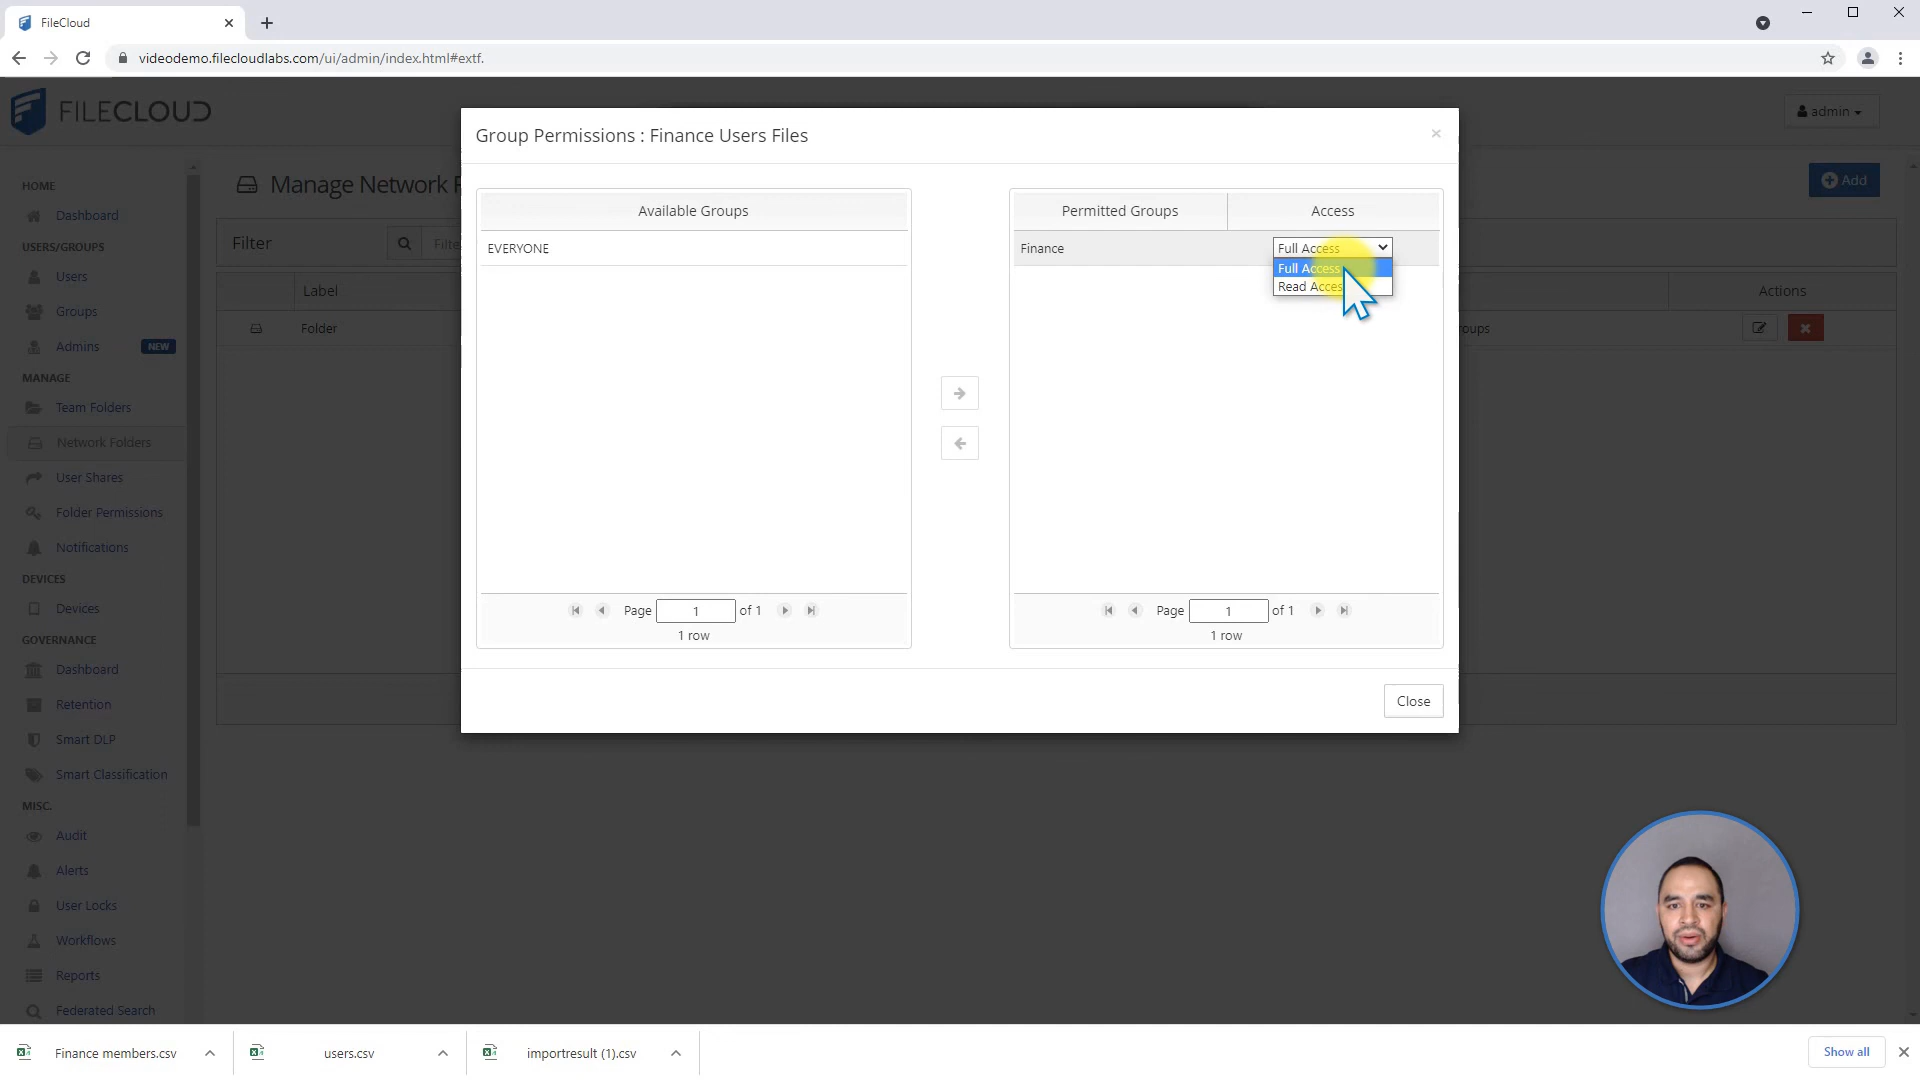 FileCloud
videodemo.filecloudlabs.com/ui/admin/index.html#extf.
FILECLOUD
admin
HOME
Dashboard
USERS/GROUPS
Users
Groups
Admins NEW
MANAGE
Team Folders
Network Folders
User Shares
Folder Permissions
Notifications
DEVICES
Devices
GOVERNANCE
Dashboard
Retention
Smart DLP
Smart Classification
MISC.
Audit
Alerts
User Locks
Workflows
Reports
Federated Search
Manage Network F
Add
Filter
Filte
Label
Actions
Folder
oups
Group Permissions : Finance Users Files
Available Groups
EVERYONE
Page 1 of 1
1 row
Permitted Groups Access
Finance Full Access
Full Access
Read Access
Page 1 of 1
1 row
Close
Finance members.csv
users.csv
importresult (1).csv
Show all